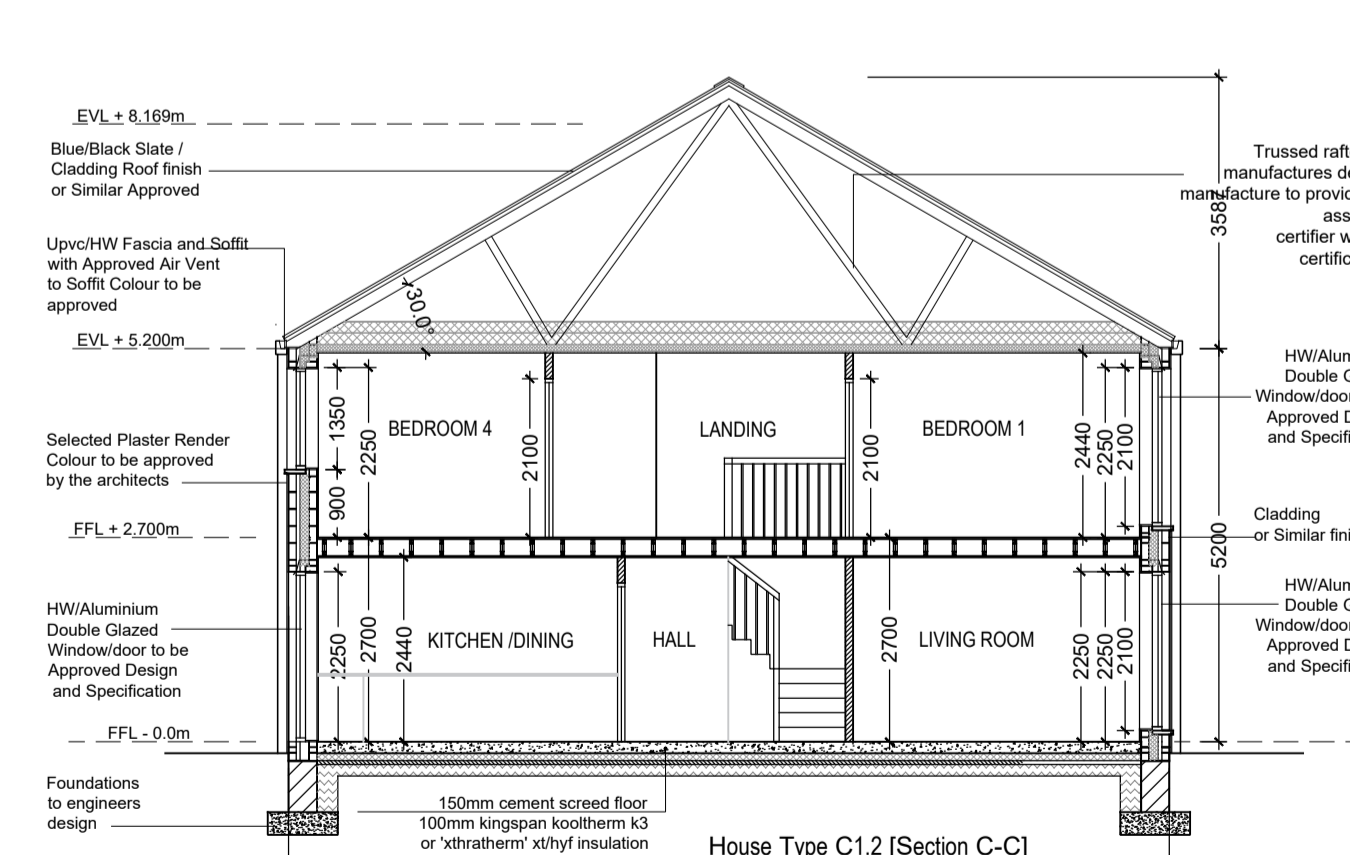 EVL + 8.169m
Blue/Black Slate /
Cladding Roof finish
or Similar Approved
Upvc/HW Fascia and Soffit
with Approved Air Vent
to Soffit Colour to be
approved
EVL + 5.200m
Selected Plaster Render
Colour to be approved
by the architects
FFL + 2.700m
HW/Aluminium
Double Glazed
Window/door to be
Approved Design
and Specification
FFL - 0.0m
Foundations
to engineers
design
30.0°
1350
900
2250
BEDROOM 4
2100
LANDING
2100
BEDROOM 1
2440
2250
2100
2250
2700
2440
KITCHEN /DINING
HALL
2700
LIVING ROOM
2250
2250
2100
3587
5200
Trussed raft
manufactures de
manufacture to provid
ass
certifier w
certific
HW/Alum
Double G
Window/door
Approved D
and Specifi
Cladding
or Similar fini
HW/Alum
Double G
Window/door
Approved D
and Specifi
150mm cement screed floor
100mm kingspan kooltherm k3
or 'xthratherm' xt/hyf insulation
House Type C1.2 [Section C-C]